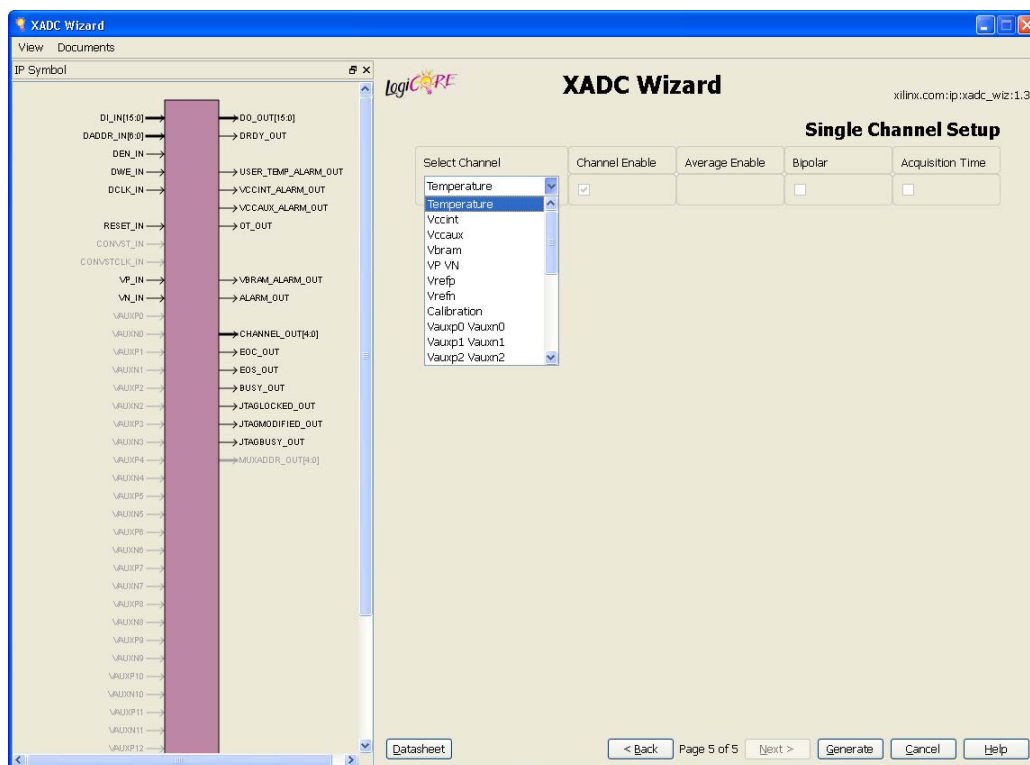 XADC Wizard
View Documents
IP Symbol
DI_IN[15:0]
DADDR_IN[6:0]
DEN_IN
DWE_IN
DCLK_IN
RESET_IN
CONVST_IN
CONVSTCLK_IN
VP_IN
VN_IN
VAUXP0
VAUXN0
VAUXP1
VAUXN1
VAUXP2
VAUXN2
VAUXP3
VAUXN3
VAUXP4
VAUXN4
VAUXP5
VAUXN5
VAUXP6
VAUXN6
VAUXP7
VAUXN7
VAUXP8
VAUXN8
VAUXP9
VAUXN9
VAUXP10
VAUXN10
VAUXP11
VAUXN11
VAUXP12
DO_OUT[15:0]
DRDY_OUT
USER_TEMP_ALARM_OUT
VCCINT_ALARM_OUT
VCCAUX_ALARM_OUT
OT_OUT
VBRAM_ALARM_OUT
ALARM_OUT
CHANNEL_OUT[4:0]
EOC_OUT
EOS_OUT
BUSY_OUT
JTAGLOCKED_OUT
JTAGMODIFIED_OUT
JTAGBUSY_OUT
MUXADDR_OUT[4:0]
LogiCORE
XADC Wizard
xilinx.com:ip:xadc_wiz:1.3
Single Channel Setup
Select Channel Channel Enable Average Enable Bipolar Acquisition Time
Temperature
Temperature
Vccint
Vccaux
Vbram
VP VN
Vrefp
Vrefn
Calibration
Vauxp0 Vauxn0
Vauxp1 Vauxn1
Vauxp2 Vauxn2
Datasheet < Back Page 5 of 5 Next > Generate Cancel Help